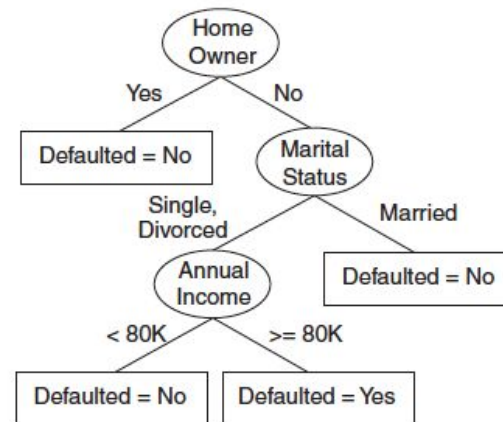 Home
Owner
Yes
No
Defaulted = No
Marital
Status
Single,
Divorced
Married
Annual
Income
Defaulted = No
< 80K
>= 80K
Defaulted = No
Defaulted = Yes